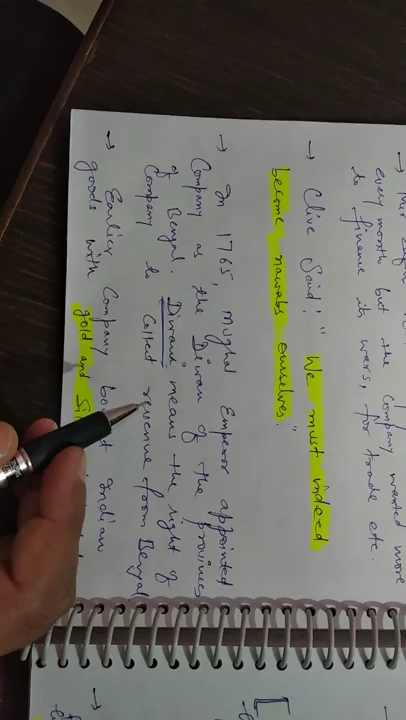 every month but the Company wanted more
to finance its wars, for trade etc.
→ Clive Said: "We must indeed
become nawabs ourselves."
→ In 1765, Mughal Emperor appointed
Company as the Diwan of the provinces
of Bengal. Diwani means the right of
Company to collect revenue from Bengal
→ Earlier Company Indian
goods with gold and